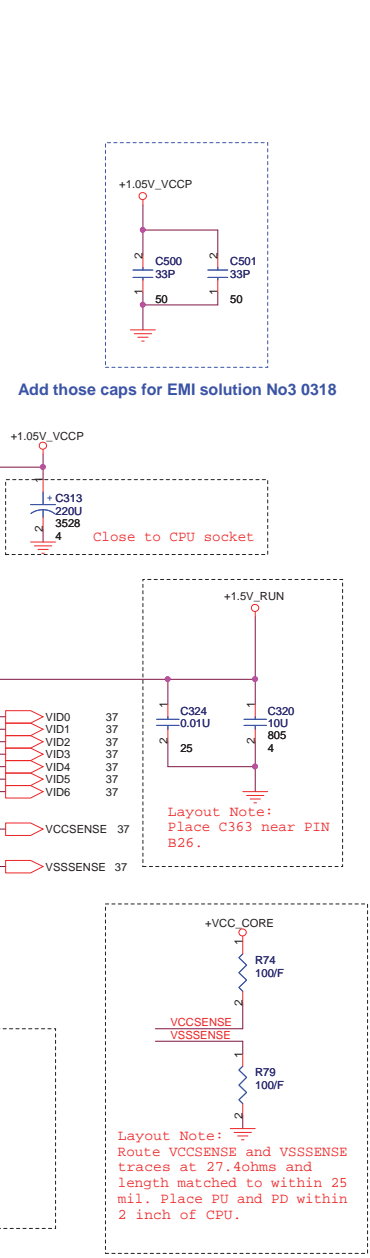 +1.05V_VCCP
2
2
C500
C501
33P
33P
1
1
50
50
Add those caps for EMI solution No3 0318
+1.05V_VCCP
1
+ C313
220U
3528
2
4
Close to CPU socket
+1.5V_RUN
1
1
C324
C320
0.01U
10U
805
2
2
25
4
VID0 37
VID1 37
VID2 37
VID3 37
VID4 37
VID5 37
VID6 37
Layout Note:
Place C363 near PIN
B26.
VCCSENSE 37
VSSSENSE 37
+VCC_CORE
1
R74
100/F
2
VCCSENSE
VSSSENSE
1
R79
100/F
2
Layout Note:
Route VCCSENSE and VSSSENSE
traces at 27.4ohms and
length matched to within 25
mil. Place PU and PD within
2 inch of CPU.